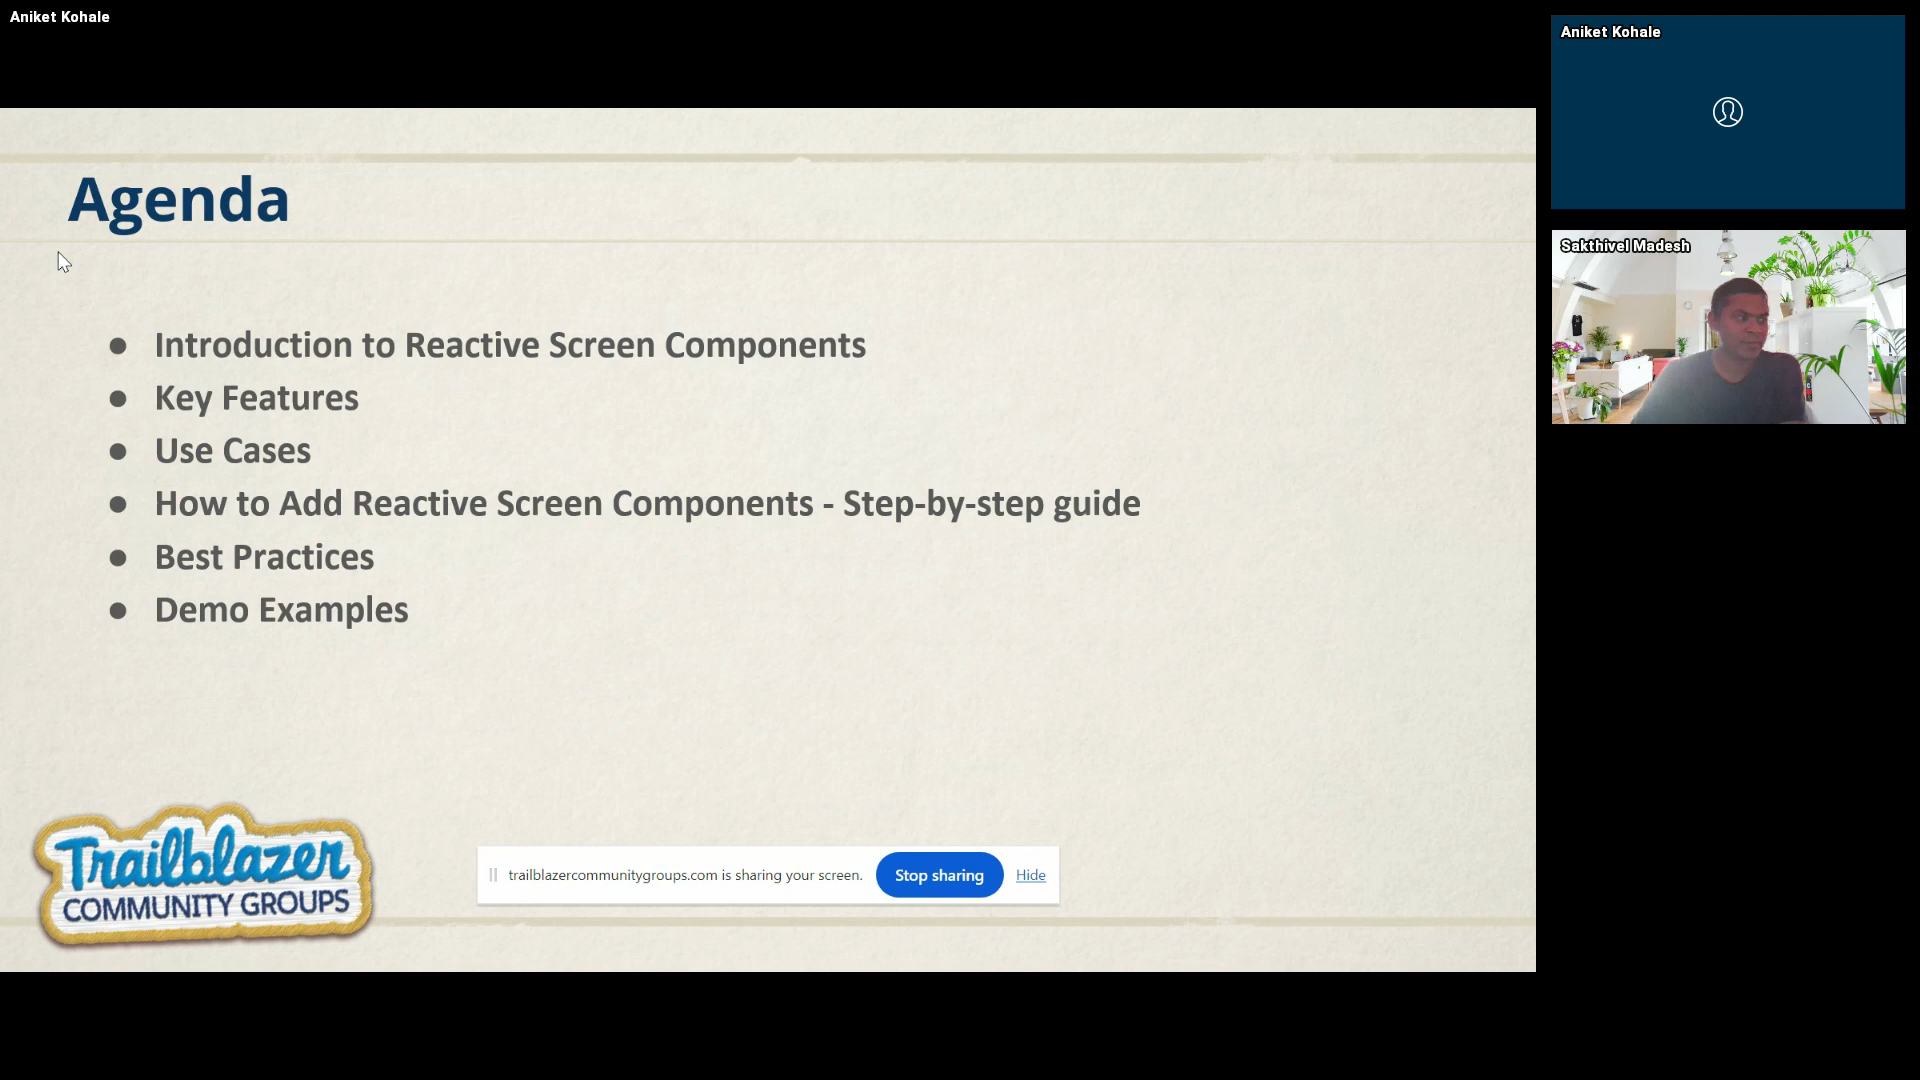 Aniket Kohale
Aniket Kohale
Sakthivel Madesh
Agenda
● Introduction to Reactive Screen Components
● Key Features
● Use Cases
● How to Add Reactive Screen Components - Step-by-step guide
● Best Practices
● Demo Examples
Trailblazer
COMMUNITY GROUPS
trailblazercommunitygroups.com is sharing your screen.
Stop sharing
Hide